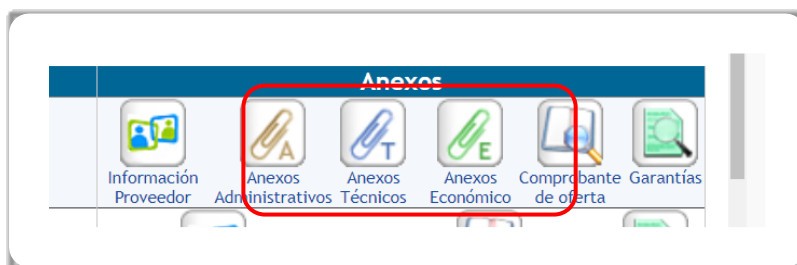 Anexos
A T E
Información Anexos Anexos Anexos Comprobante Garantías
Proveedor Administrativos Técnicos Económico de oferta